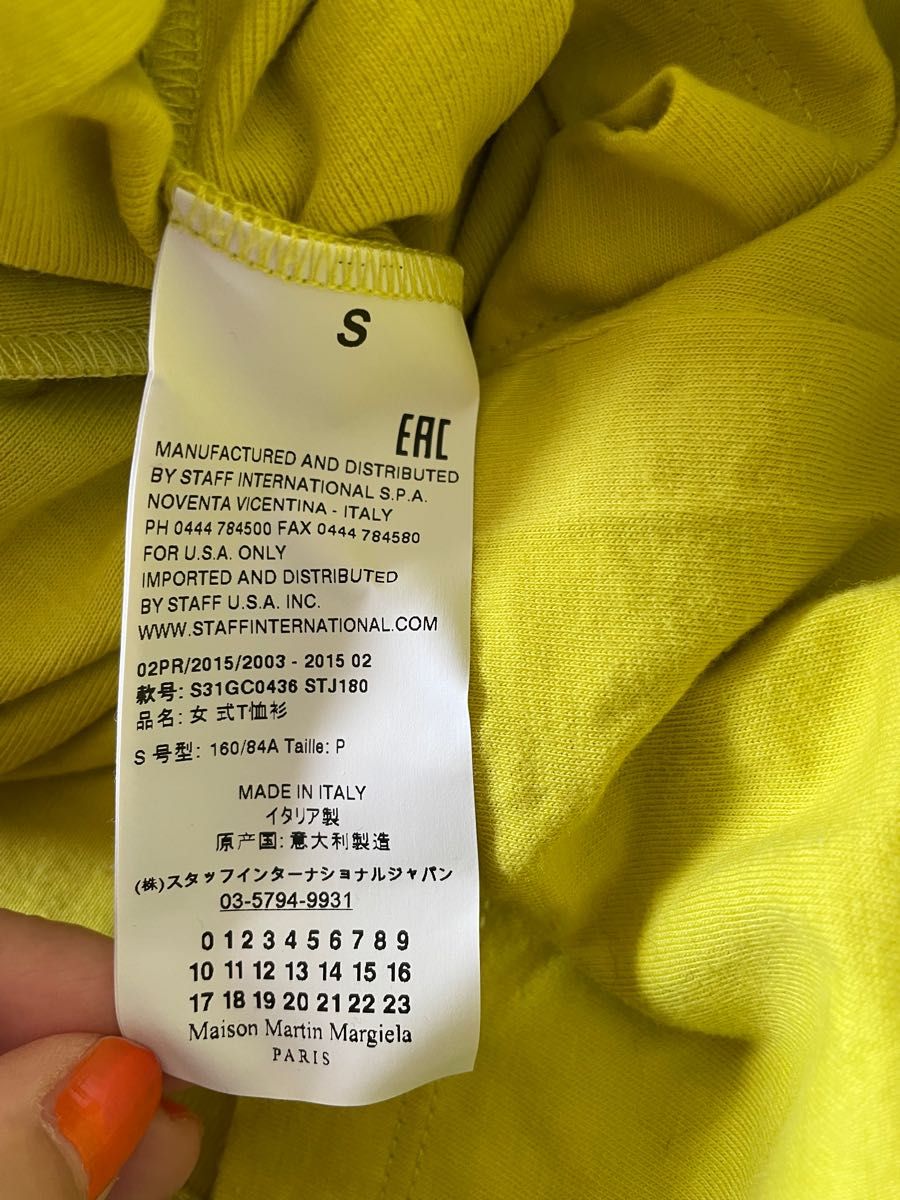 S
EAC
MANUFACTURED AND DISTRIBUTED
BY STAFF INTERNATIONAL S.P.A.
NOVENTA VICENTINA - ITALY
PH 0444 784500 FAX 0444 784580
FOR U.S.A. ONLY
IMPORTED AND DISTRIBUTED
BY STAFF U.S.A. INC.
WWW.STAFFINTERNATIONAL.COM
02PR/2015/2003 - 2015 02
款号: S31GC0436 STJ180
品名: 女 式T恤衫
S 号型: 160/84A Taille: P
MADE IN ITALY
イタリア製
原产国: 意大利製造
(株)スタッフインターナショナルジャパン
03-5794-9931
0 1 2 3 4 5 6 7 8 9
10 11 12 13 14 15 16
17 18 19 20 21 22 23
Maison Martin Margiela
PARIS